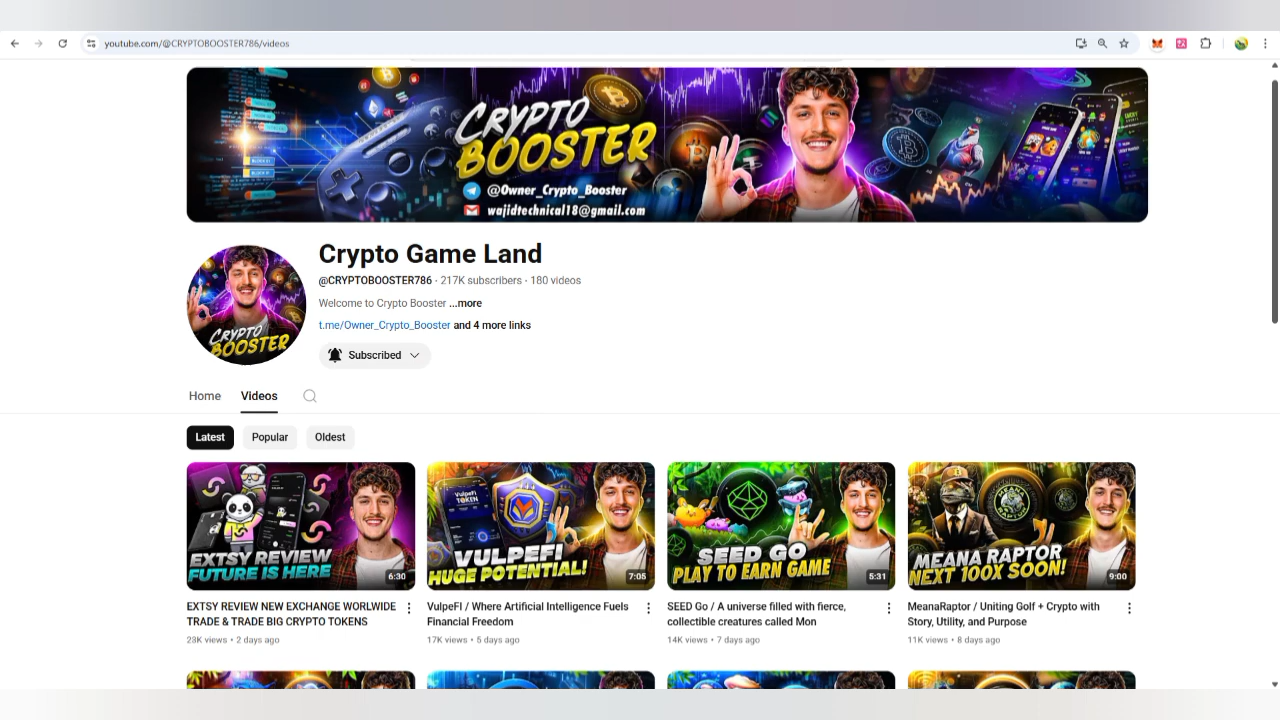 youtube.com/@CRYPTOBOOSTER786/videos
CRYPTO
BOOSTER
@Owner_Crypto_Booster
wajidtechnical18@gmail.com
Crypto Game Land
@CRYPTOBOOSTER786 · 217K subscribers · 180 videos
Welcome to Crypto Booster ...more
t.me/Owner_Crypto_Booster and 4 more links
Subscribed
CRYPTO
BOOSTER
Home Videos
Latest Popular Oldest
EXTSY REVIEW
FUTURE IS HERE
6:30
VulpeFi
TOKEN
VULPEFI
HUGE POTENTIAL!
7:05
SEED GO
PLAY TO EARN GAME
5:31
MEANA RAPTOR
NEXT 100X SOON!
9:00
EXTSY REVIEW NEW EXCHANGE WORLWIDE
TRADE & TRADE BIG CRYPTO TOKENS
23K views • 2 days ago
VulpeFI / Where Artificial Intelligence Fuels
Financial Freedom
17K views • 5 days ago
SEED Go / A universe filled with fierce,
collectible creatures called Mon
14K views • 7 days ago
MeanaRaptor / Uniting Golf + Crypto with
Story, Utility, and Purpose
11K views • 8 days ago